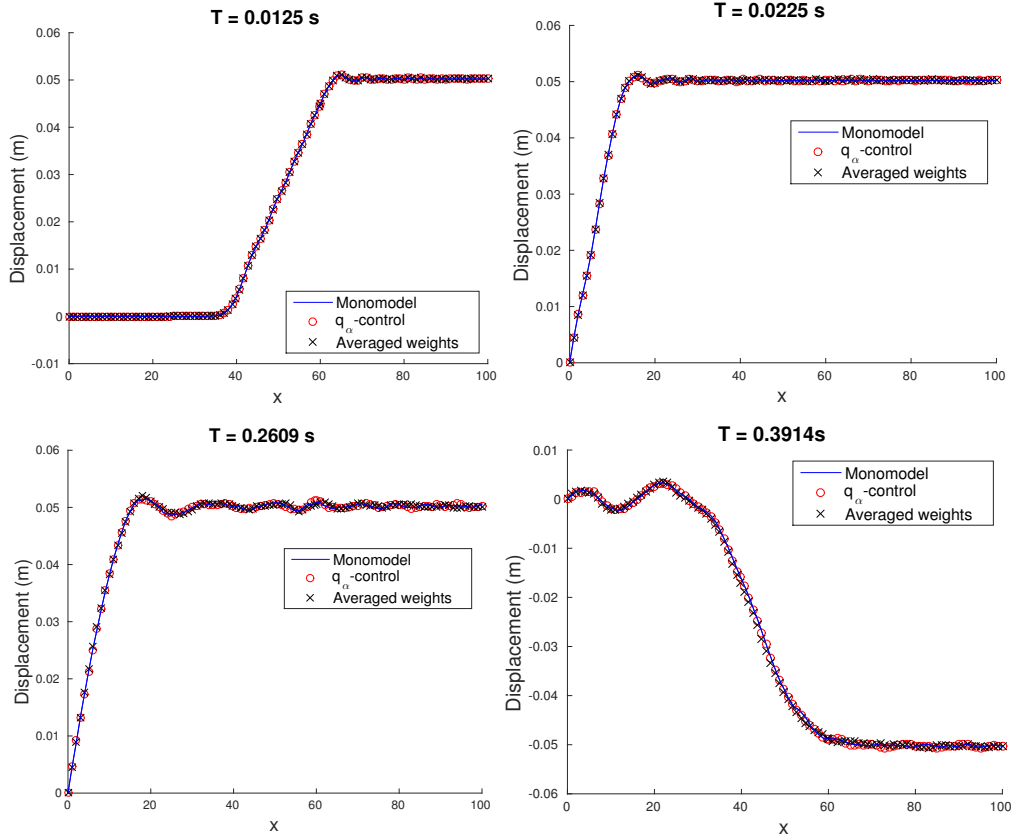 T = 0.0125 s
0.06
0.05
0.04
0.03
0.02
0.01
0
-0.01
Displacement (m)
0 20 40 60 80 100
x
Monomodel
qα-control
Averaged weights
T = 0.0225 s
0.06
0.05
0.04
0.03
0.02
0.01
0
Displacement (m)
0 20 40 60 80 100
x
Monomodel
qα-control
Averaged weights
T = 0.2609 s
0.06
0.05
0.04
0.03
0.02
0.01
0
Displacement (m)
0 20 40 60 80 100
x
Monomodel
qα-control
Averaged weights
T = 0.3914s
0.01
0
-0.01
-0.02
-0.03
-0.04
-0.05
-0.06
Displacement (m)
0 20 40 60 80 100
x
Monomodel
qα-control
Averaged weights